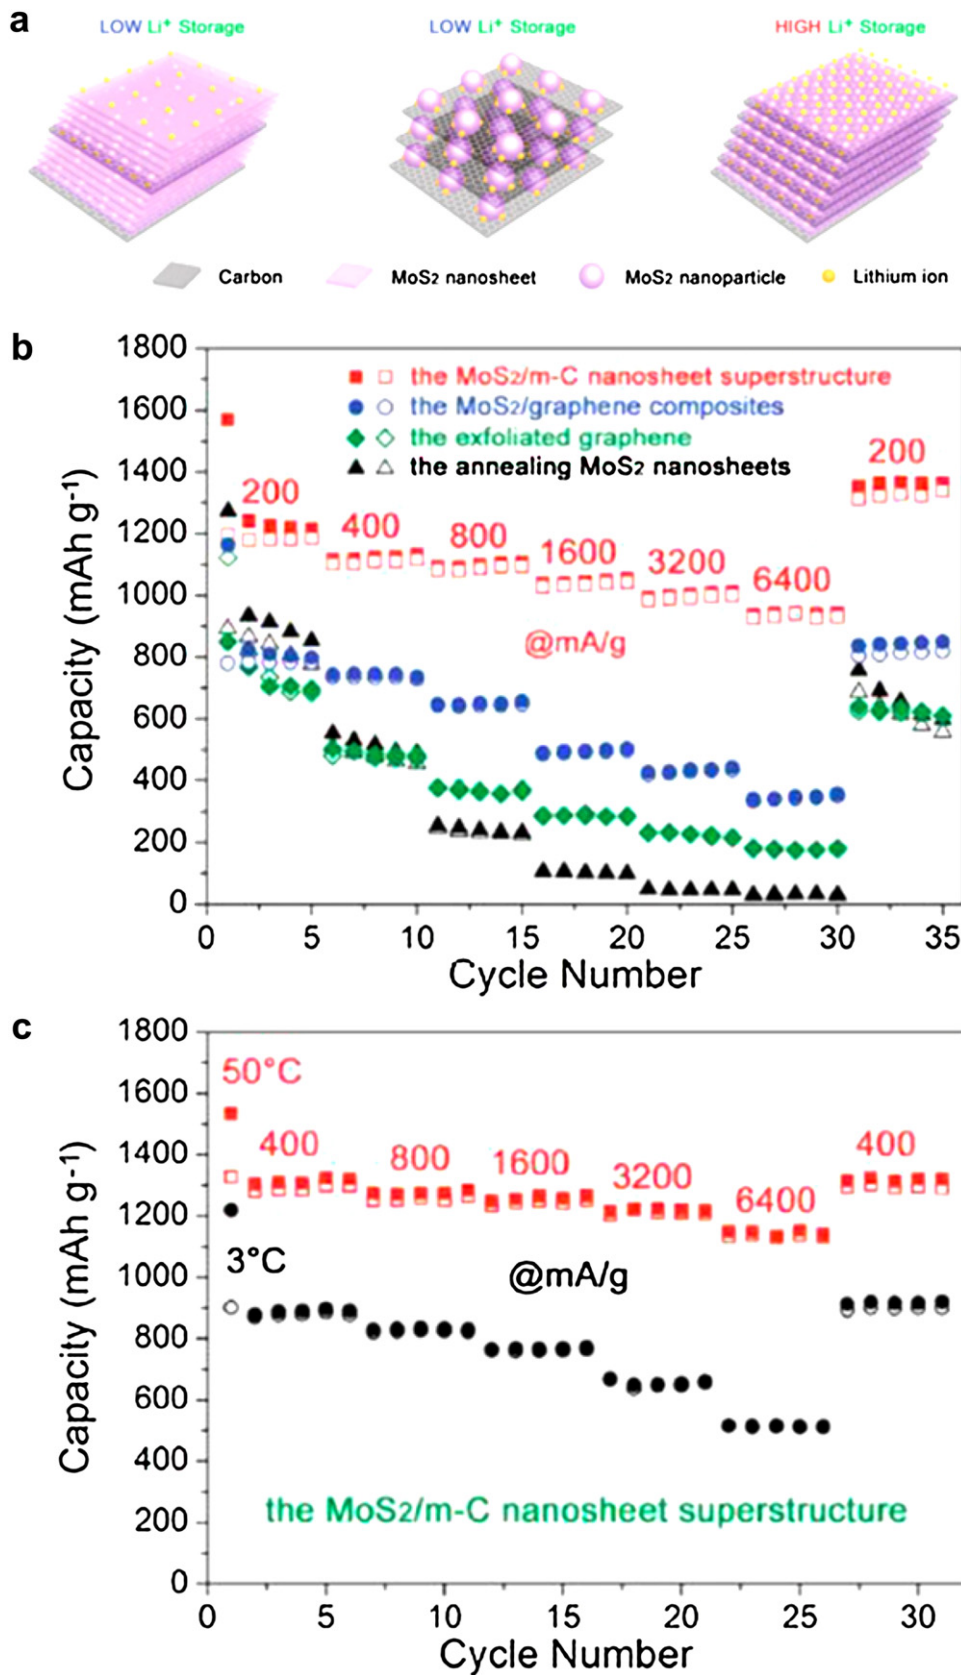 a
LOW Li⁺ Storage
LOW Li⁺ Storage
HIGH Li⁺ Storage
Carbon
MoS₂ nanosheet
MoS₂ nanoparticle
Lithium ion
b
1800
1600
1400
1200
1000
800
600
400
200
0
Capacity (mAh g⁻¹)
the MoS₂/m-C nanosheet superstructure
the MoS₂/graphene composites
the exfoliated graphene
the annealing MoS₂ nanosheets
200
400
800
1600
3200
6400
200
@mA/g
0 5 10 15 20 25 30 35
Cycle Number
c
1800
1600
1400
1200
1000
800
600
400
200
0
Capacity (mAh g⁻¹)
50°C
400
800
1600
3200
6400
400
3°C
@mA/g
the MoS₂/m-C nanosheet superstructure
0 5 10 15 20 25 30
Cycle Number